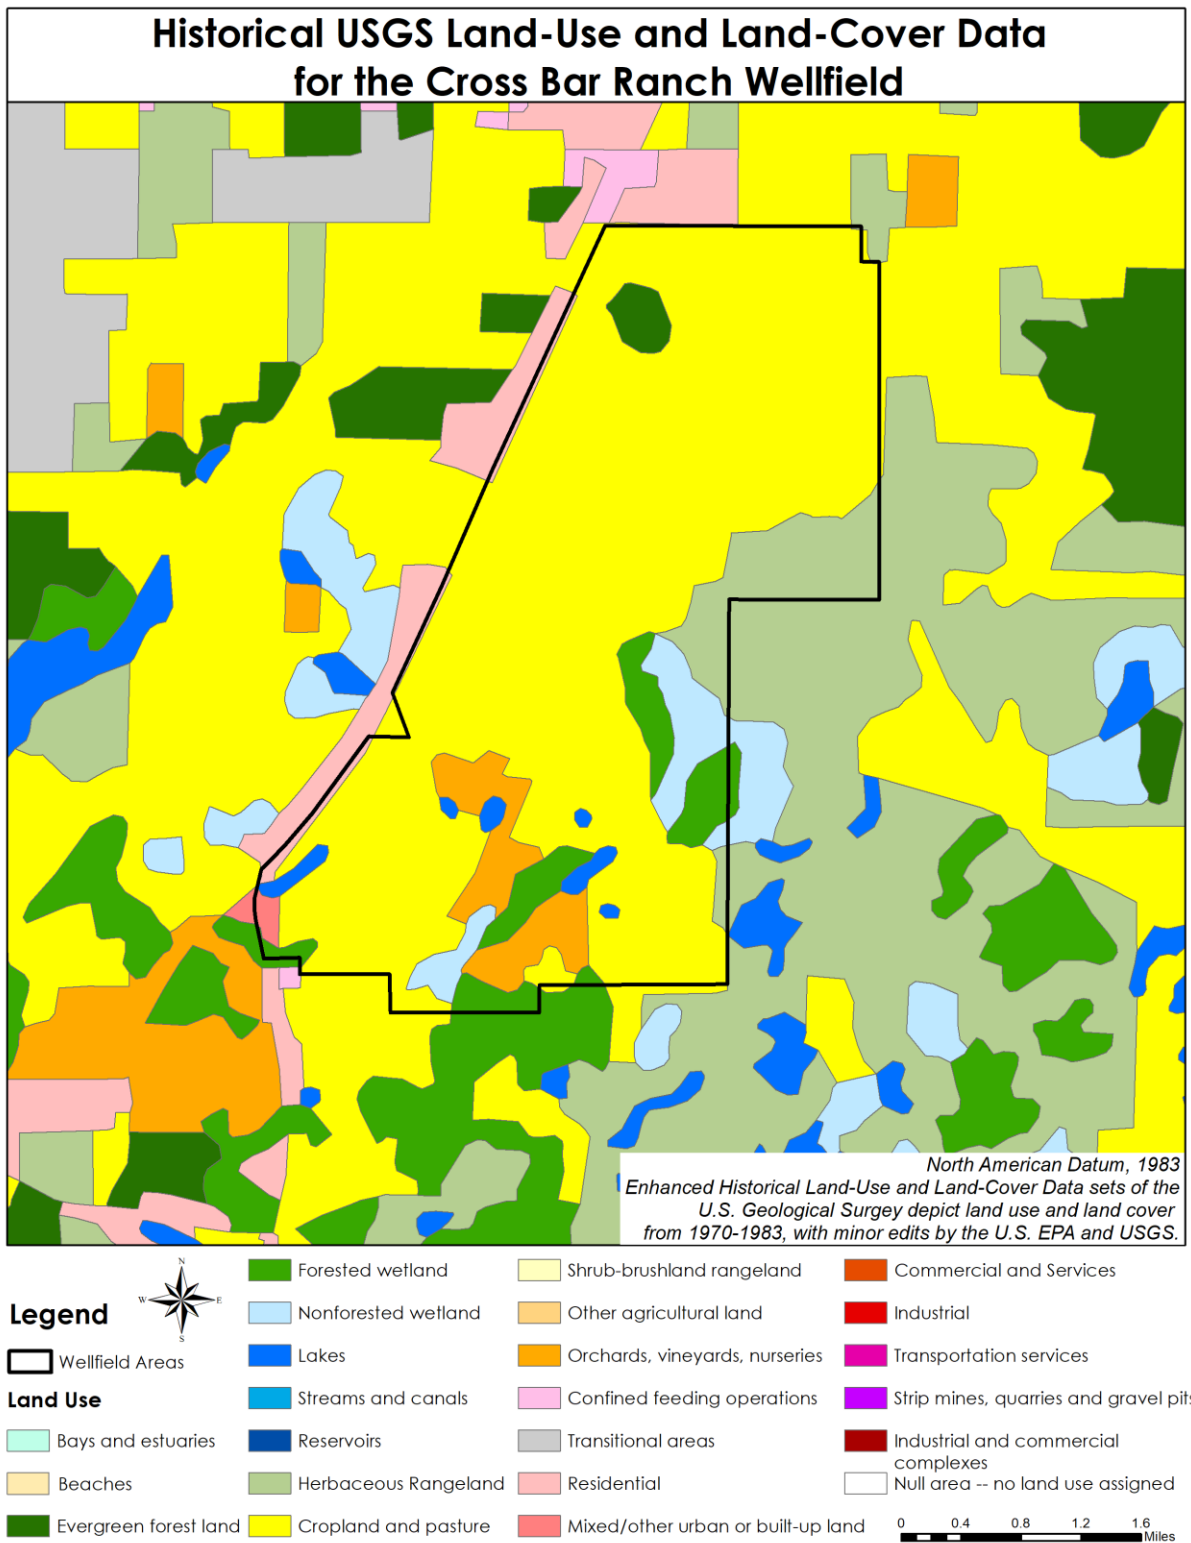 Historical USGS Land-Use and Land-Cover Data
for the Cross Bar Ranch Wellfield
North American Datum, 1983
Enhanced Historical Land-Use and Land-Cover Data sets of the
U.S. Geological Surgey depict land use and land cover
from 1970-1983, with minor edits by the U.S. EPA and USGS.
N
W E
S
Legend
Wellfield Areas
Land Use
Bays and estuaries
Beaches
Evergreen forest land
Forested wetland
Nonforested wetland
Lakes
Streams and canals
Reservoirs
Herbaceous Rangeland
Cropland and pasture
Shrub-brushland rangeland
Other agricultural land
Orchards, vineyards, nurseries
Confined feeding operations
Transitional areas
Residential
Mixed/other urban or built-up land
Commercial and Services
Industrial
Transportation services
Strip mines, quarries and gravel pits
Industrial and commercial
complexes
Null area -- no land use assigned
0 0.4 0.8 1.2 1.6
Miles